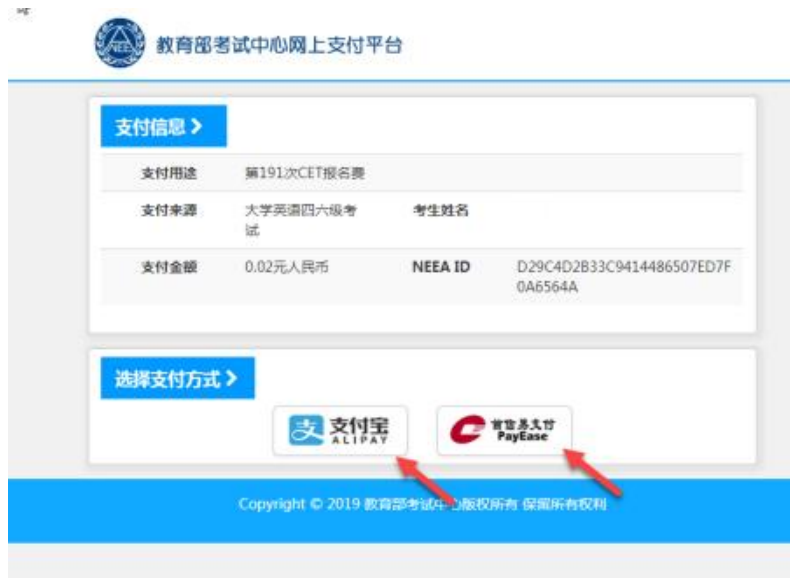 NEEA
教育部考试中心网上支付平台
支付信息
支付用途 第191次CET报名费
支付来源 大学英语四六级考 考生姓名
试
支付金额 0.02元人民币 NEEA ID D29C4D2B33C9414486507ED7F
0A6564A
选择支付方式
支 支付宝 首信易支付
ALIPAY PayEase
Copyright © 2019 教育部考试中心版权所有 保留所有权利